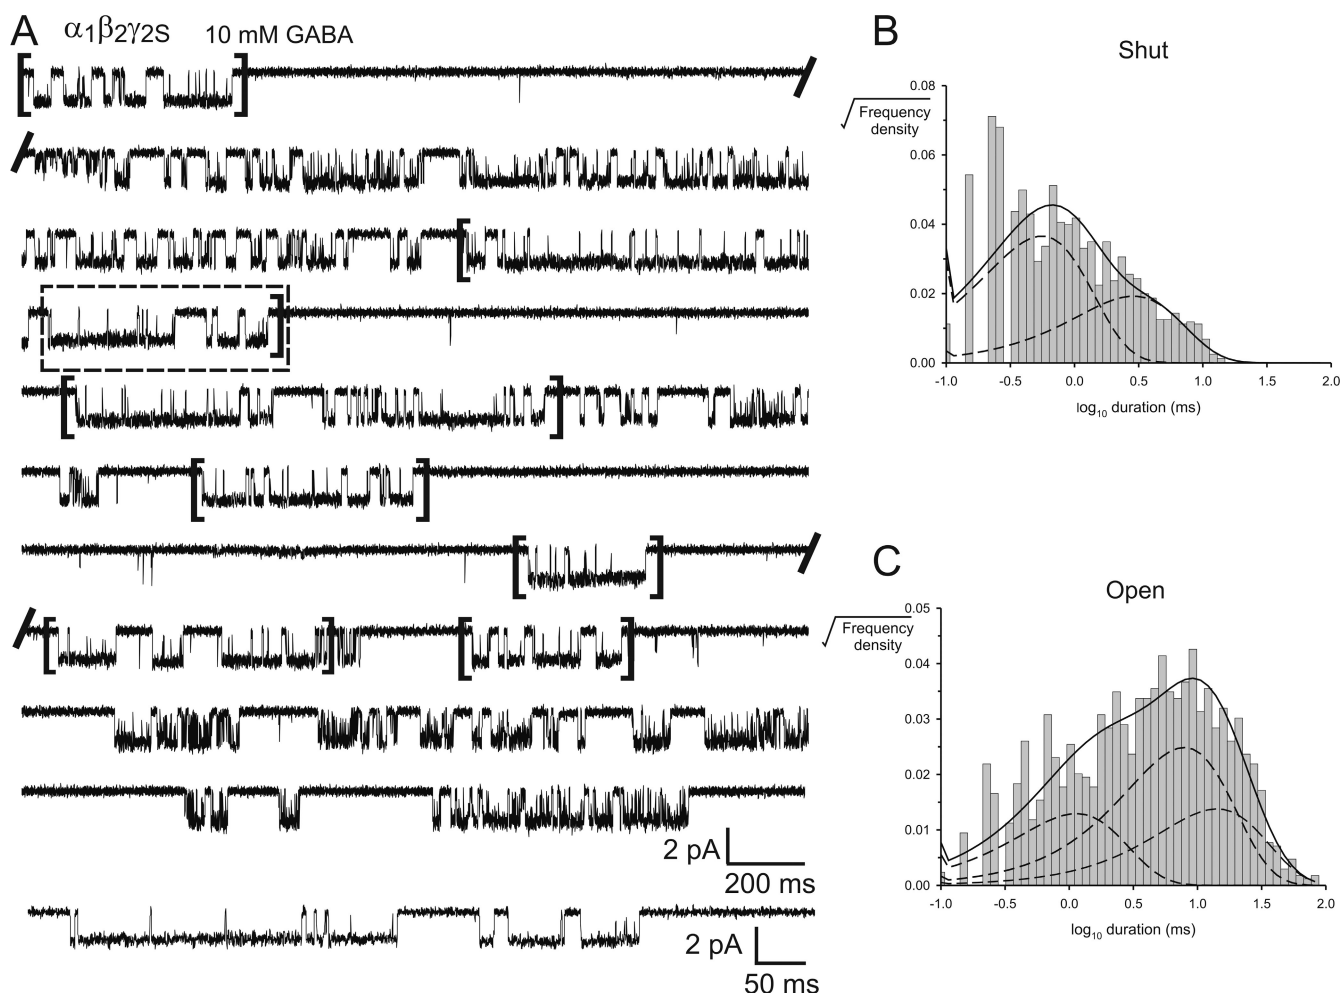 A
α1β2γ2S 10 mM GABA
2 pA
200 ms
2 pA
50 ms
B
Shut
√Frequency
density
0.08
0.06
0.04
0.02
0.00
-1.0 -0.5 0.0 0.5 1.0 1.5 2.0
log10 duration (ms)
C
Open
√Frequency
density
0.05
0.04
0.03
0.02
0.01
0.00
-1.0 -0.5 0.0 0.5 1.0 1.5 2.0
log10 duration (ms)